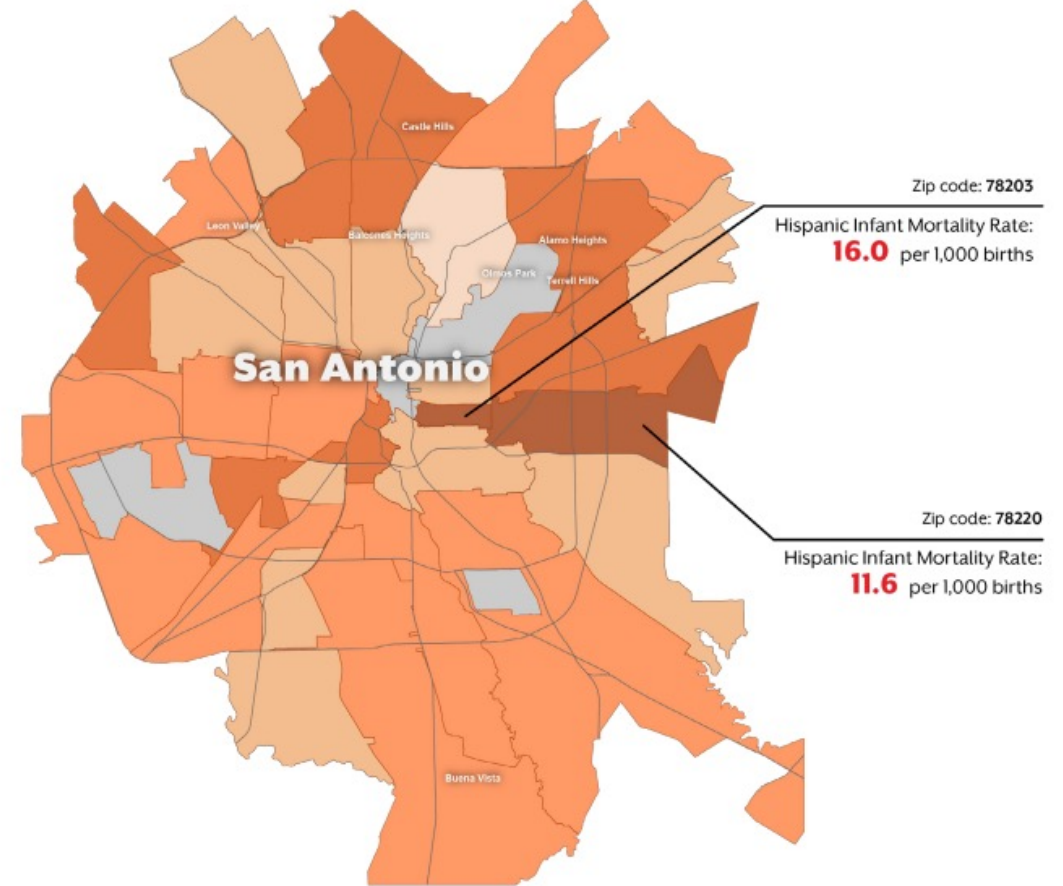 Castle Hills
Zip code: 78203
Hispanic Infant Mortality Rate:
16.0 per 1,000 births
Leon Valley
Balcones Heights
Alamo Heights
Olmos Park
Terrell Hills
San Antonio
Zip code: 78220
Hispanic Infant Mortality Rate:
11.6 per 1,000 births
Buena Vista